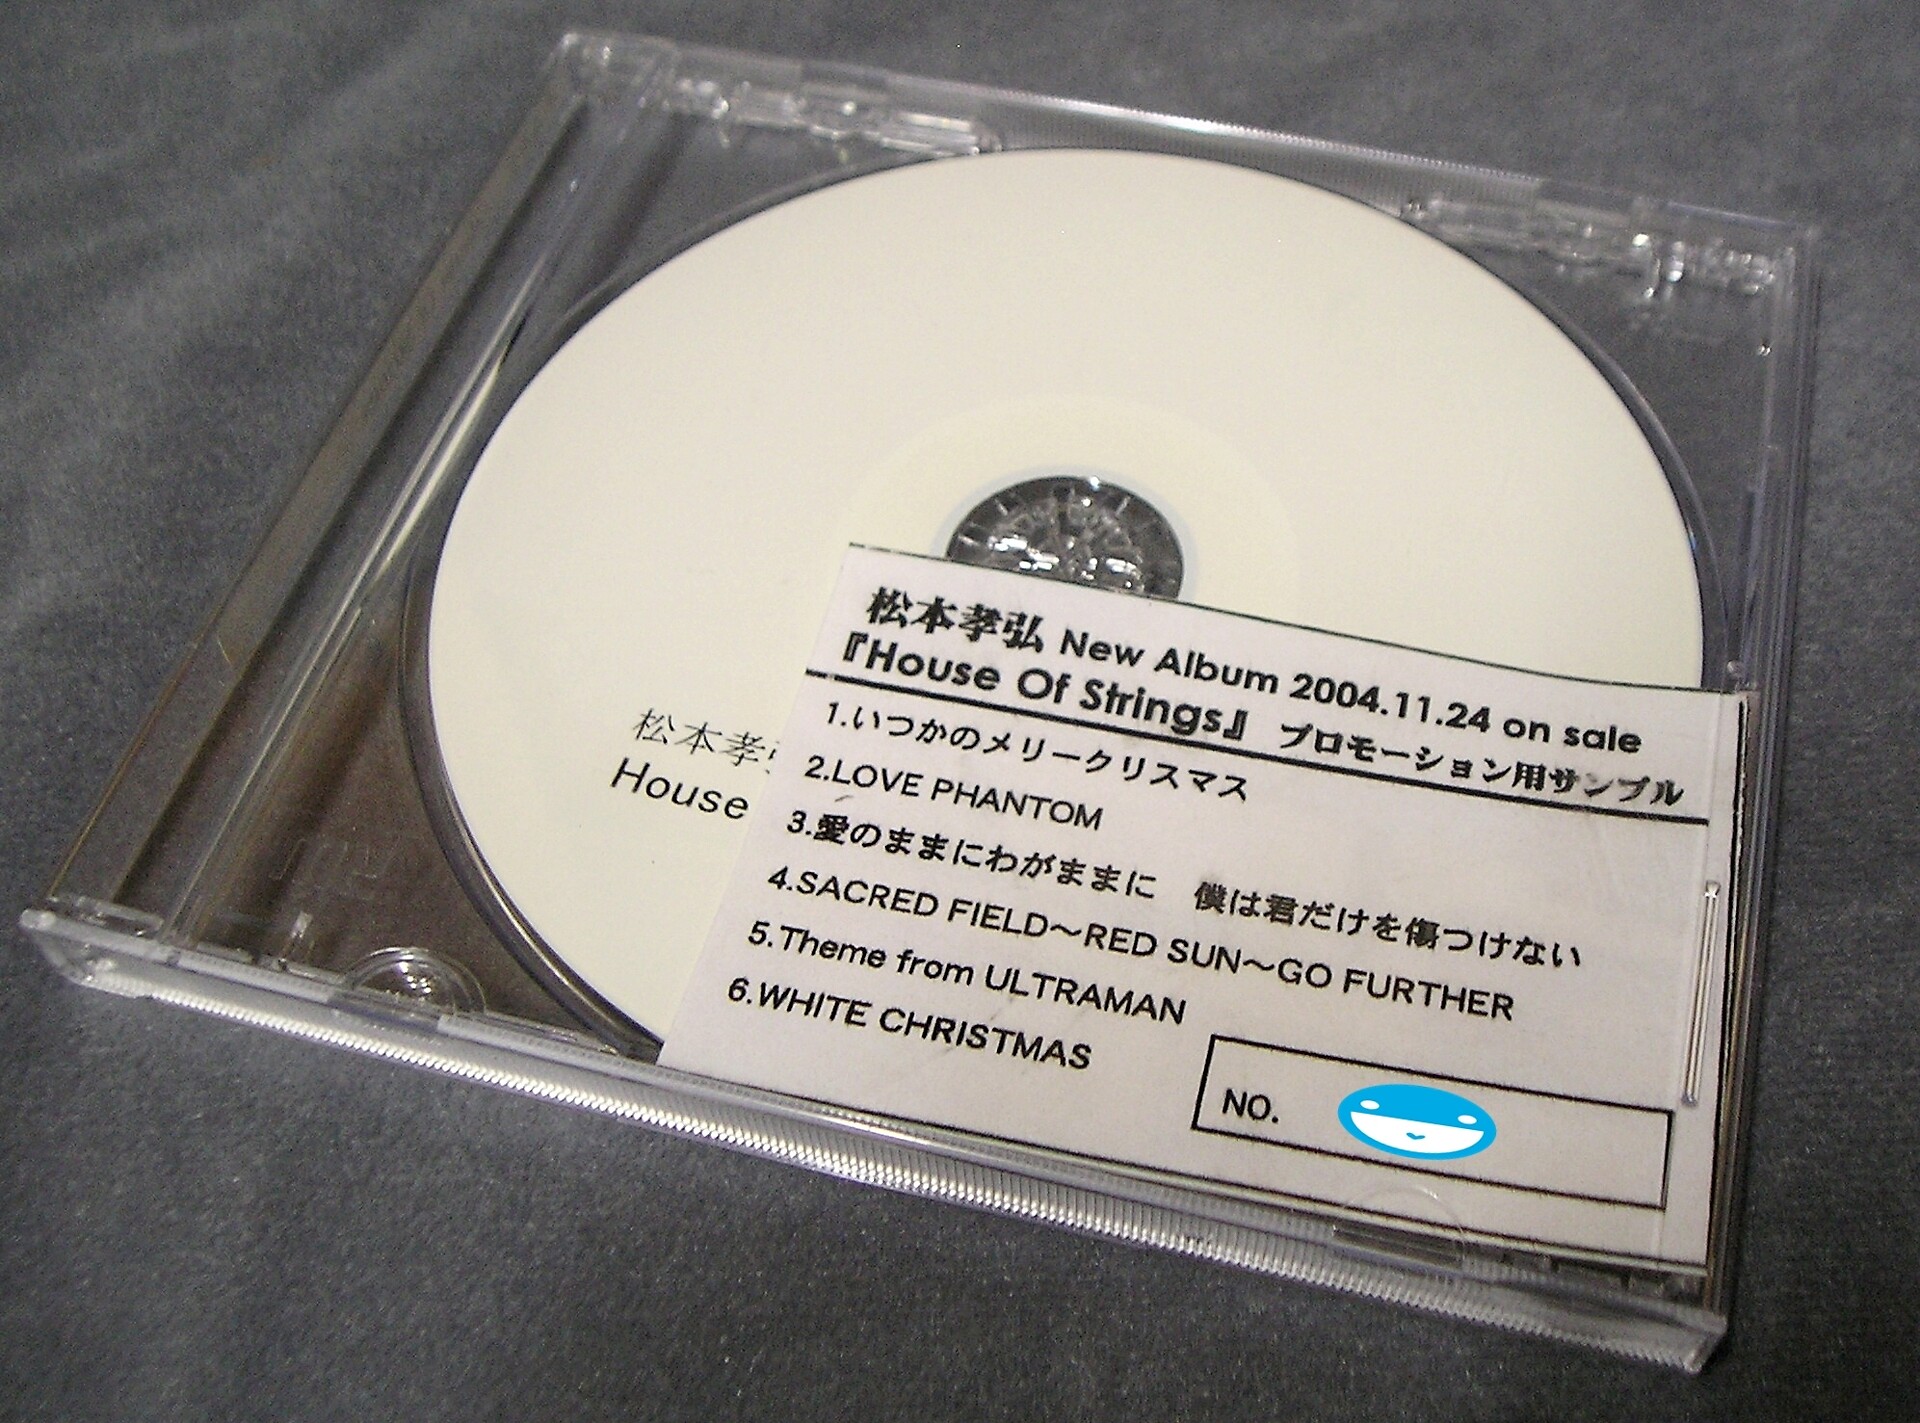 松本孝弘 New Album 2004.11.24 on sale
『House Of Strings』 プロモーション用サンプル
1.いつかのメリークリスマス
2.LOVE PHANTOM
3.愛のままにわがままに 僕は君だけを傷つけない
4.SACRED FIELD～RED SUN～GO FURTHER
5.Theme from ULTRAMAN
6.WHITE CHRISTMAS
NO.
松本孝
House